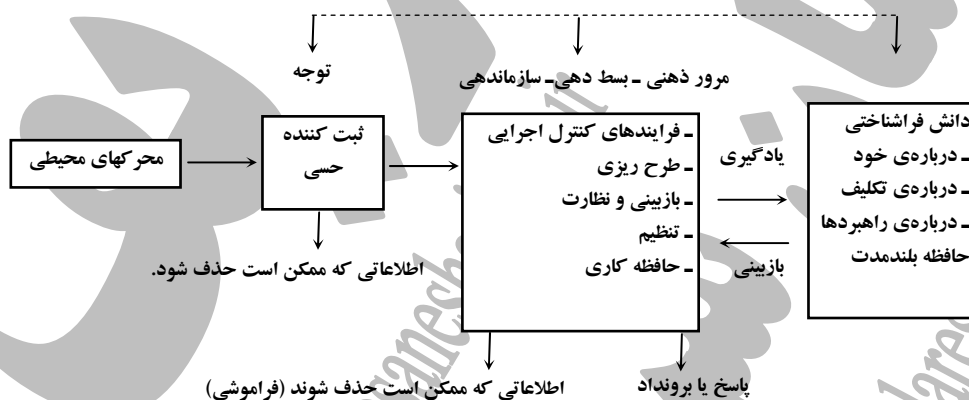 توجه
مرور ذهنی ـ بسط دهی ـ سازماندهی
محرکهای محیطی
ثبت کننده
حسی
ـ فرایندهای کنترل اجرایی
ـ طرح ریزی
ـ بازبینی و نظارت
ـ تنظیم
ـ حافظه کاری
یادگیری
بازبینی
دانش فراشناختی
ـ درباره‌ی خود
ـ درباره‌ی تکلیف
ـ درباره‌ی راهبردها
حافظه بلندمدت
اطلاعاتی که ممکن است حذف شود.
اطلاعاتی که ممکن است حذف شوند (فراموشی)
پاسخ یا برونداد